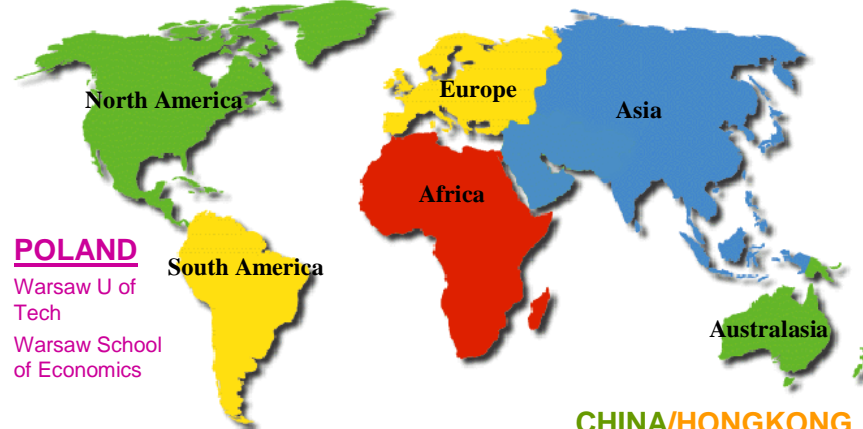 North America
Europe
Asia
Africa
South America
Australasia
POLAND
Warsaw U of
Tech
Warsaw School
of Economics
CHINA/HONGKONG